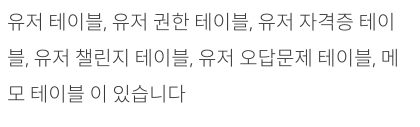 유저 테이블, 유저 권한 테이블, 유저 자격증 테이
블, 유저 챌린지 테이블, 유저 오답문제 테이블, 메
모 테이블 이 있습니다